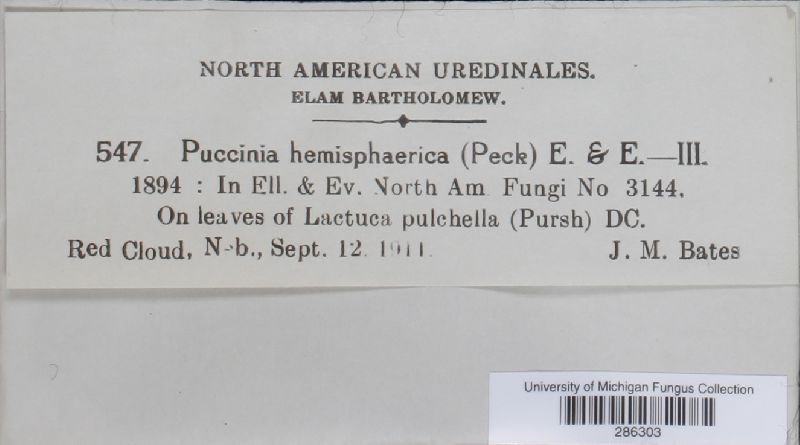 NORTH AMERICAN UREDINALES.
ELAM BARTHOLOMEW.
547. Puccinia hemisphaerica (Peck) E. & E.—III.
1894 : In Ell. & Ev. North Am. Fungi No 3144.
On leaves of Lactuca pulchella (Pursh) DC.
Red Cloud, Neb., Sept. 12. 1911. J. M. Bates
University of Michigan Fungus Collection
286303